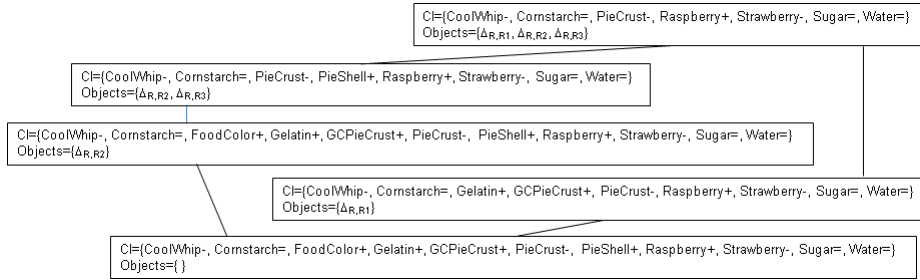 CI={CoolWhip-, Cornstarch=, PieCrust-, Raspberry+, Strawberry-, Sugar=, Water=}
Objects={ΔR,R1, ΔR,R2, ΔR,R3}
CI={CoolWhip-, Cornstarch=, PieCrust-, PieShell+, Raspberry+, Strawberry-, Sugar=, Water=}
Objects={ΔR,R2, ΔR,R3}
CI={CoolWhip-, Cornstarch=, FoodColor+, Gelatin+, GCPieCrust+, PieCrust-, PieShell+, Raspberry+, Strawberry-, Sugar=, Water=}
Objects={ΔR,R2}
CI={CoolWhip-, Cornstarch=, Gelatin+, GCPieCrust+, PieCrust-, Raspberry+, Strawberry-, Sugar=, Water=}
Objects={ΔR,R1}
CI={CoolWhip-, Cornstarch=, FoodColor+, Gelatin+, GCPieCrust+, PieCrust-, PieShell+, Raspberry+, Strawberry-, Sugar=, Water=}
Objects={ }